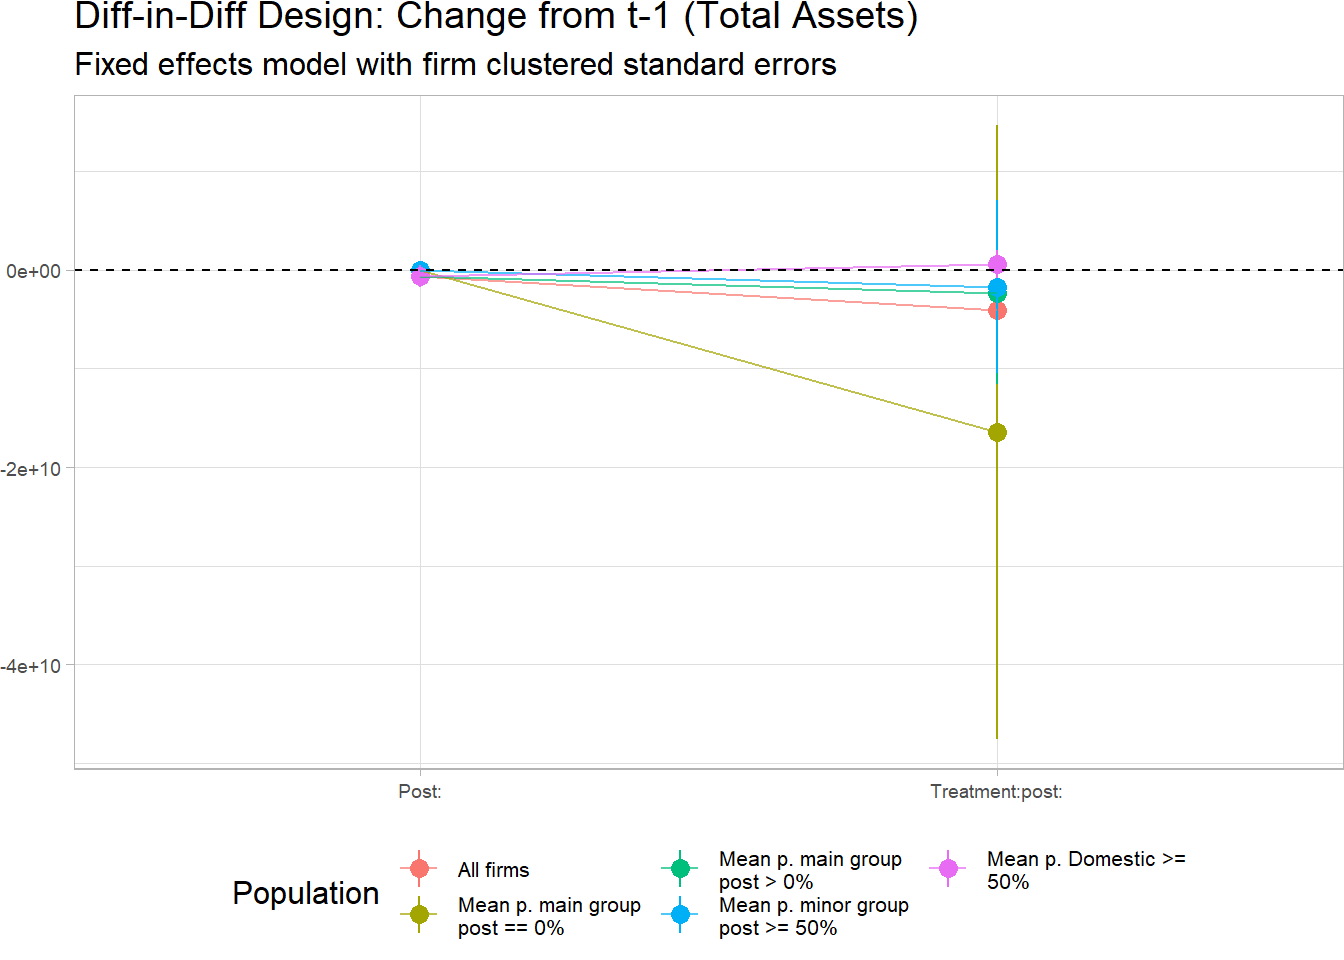 Diff-in-Diff Design: Change from t-1 (Total Assets)
Fixed effects model with firm clustered standard errors
0e+00
-2e+10
-4e+10
Post:
Treatment:post:
Population
All firms
Mean p. main group
post == 0%
Mean p. main group
post > 0%
Mean p. minor group
post >= 50%
Mean p. Domestic >=
50%